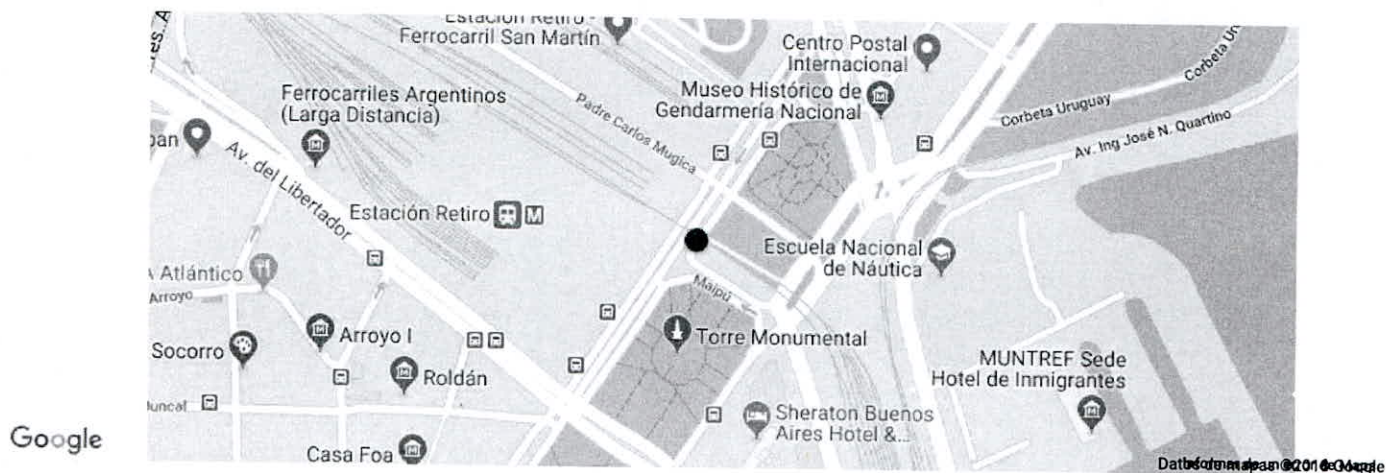 Estación Retiro -
Ferrocarril San Martín
Centro Postal
Internacional
Corbeta
Ferrocarriles Argentinos
(Larga Distancia)
Museo Histórico de
Gendarmería Nacional
Padre Carlos Mugica
Corbeta Uruguay
Av. Ing José N. Quartino
Av. del Libertador
Estación Retiro
M
Escuela Nacional
de Náutica
Atlántico
Arroyo
Maipú
Arroyo I
Torre Monumental
Socorro
Roldán
MUNTREF Sede
Hotel de Inmigrantes
Sheraton Buenos
Aires Hotel &...
Casa Foa
Google